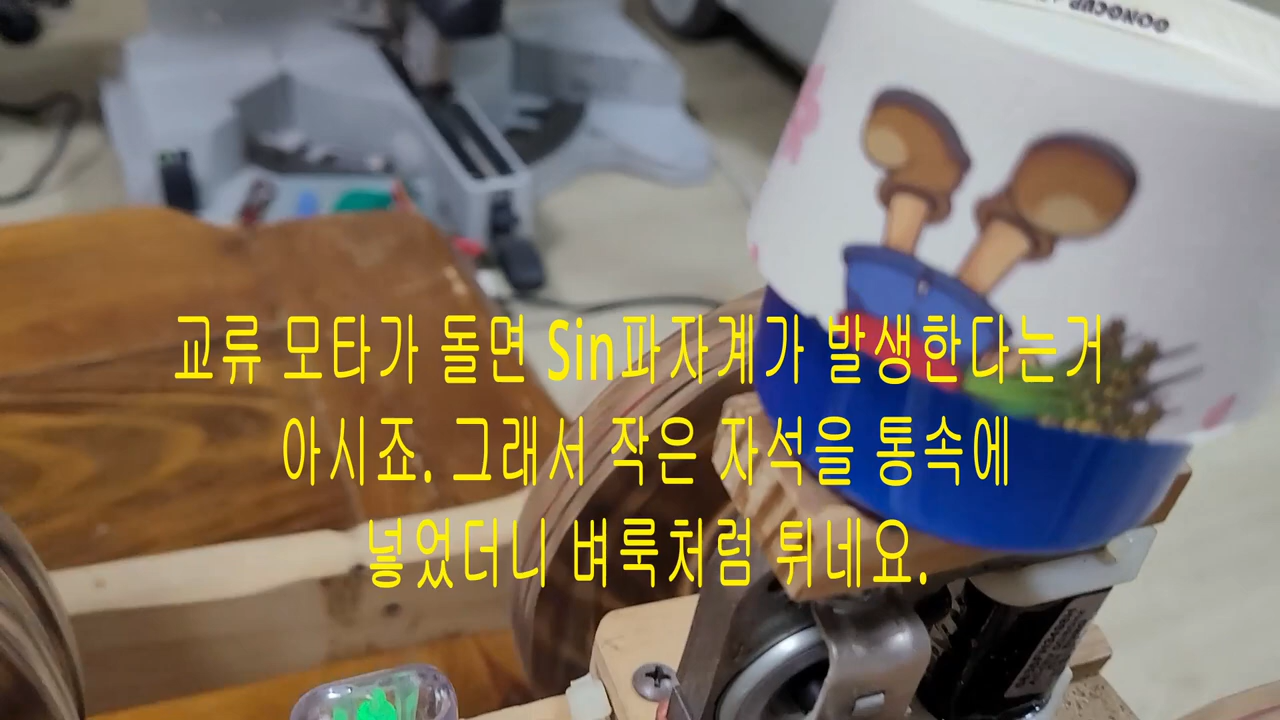 GONGCUP
교류 모타가 돌면 Sin파자계가 발생한다는거
아시죠. 그래서 작은 자석을 통속에
넣었더니 벼룩처럼 튀네요.